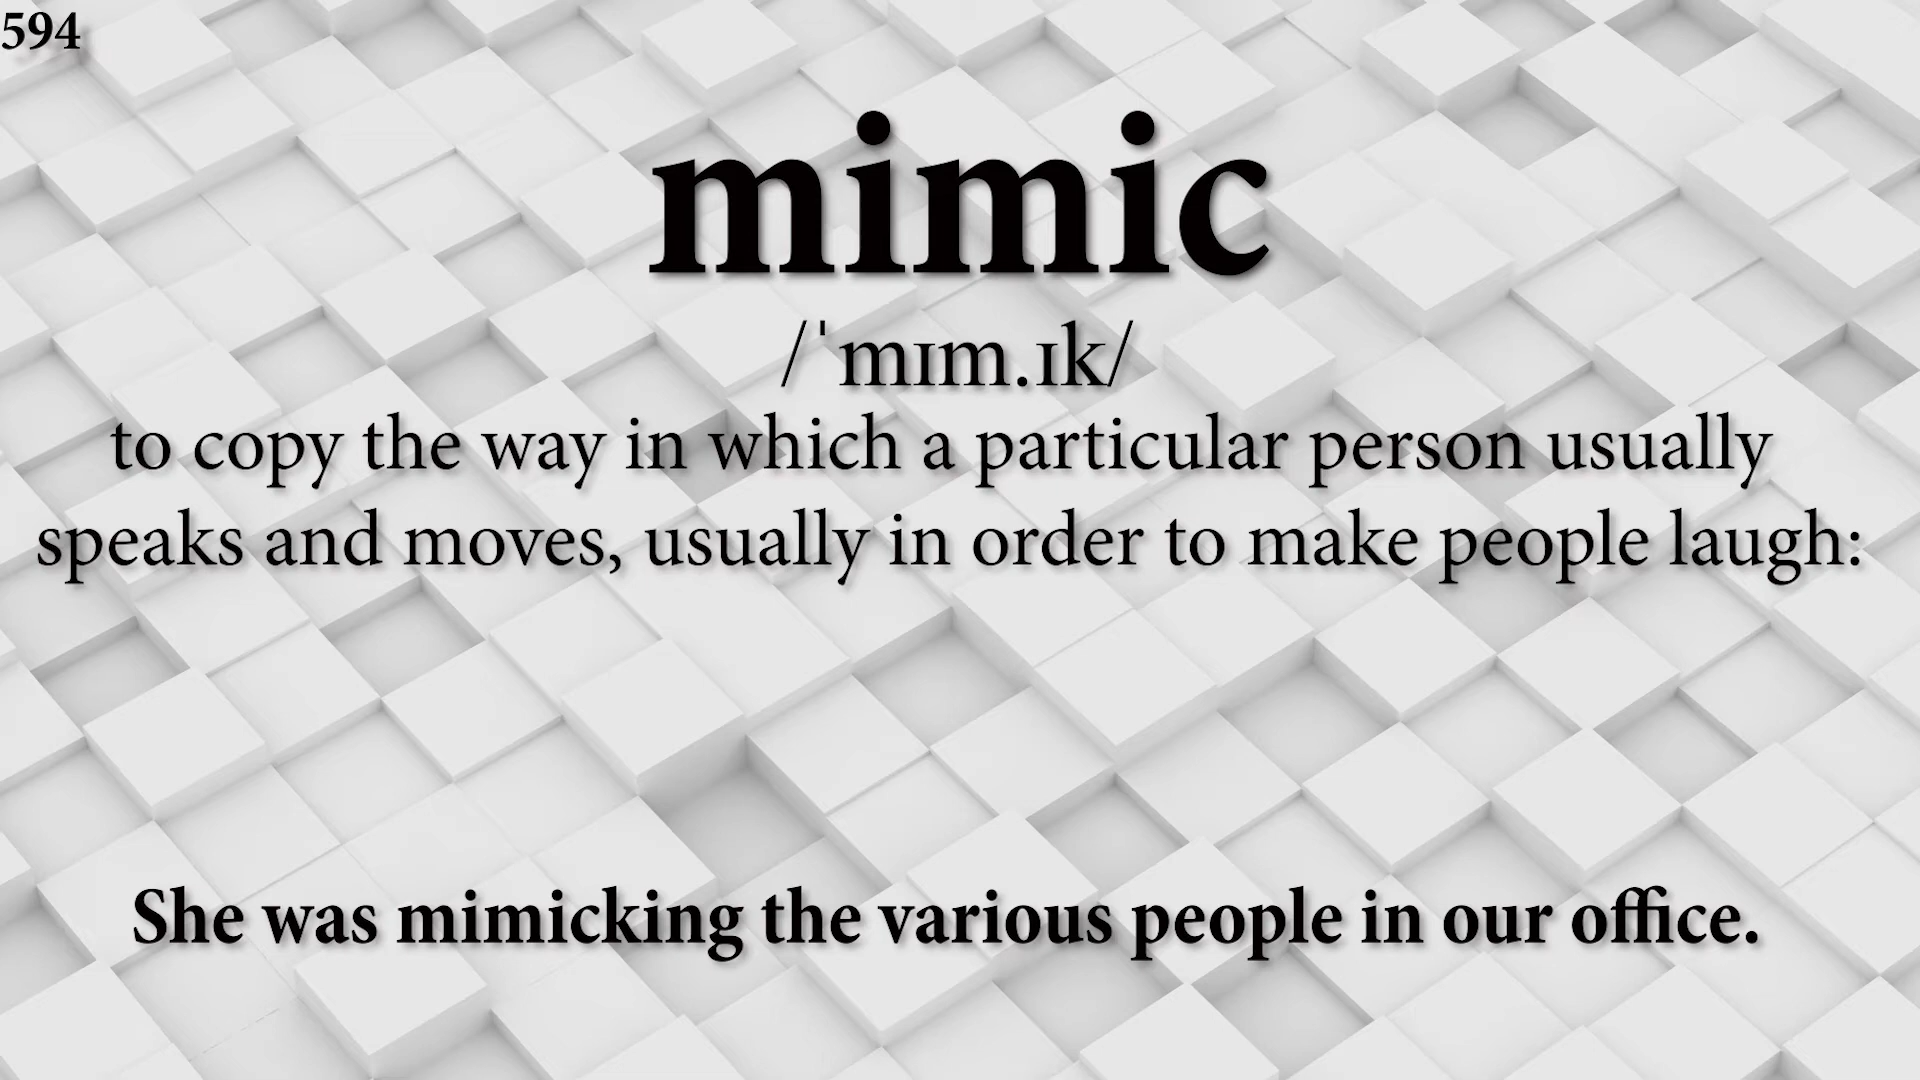 594
mimic
/ˈmɪm.ɪk/
to copy the way in which a particular person usually
speaks and moves, usually in order to make people laugh:
She was mimicking the various people in our office.